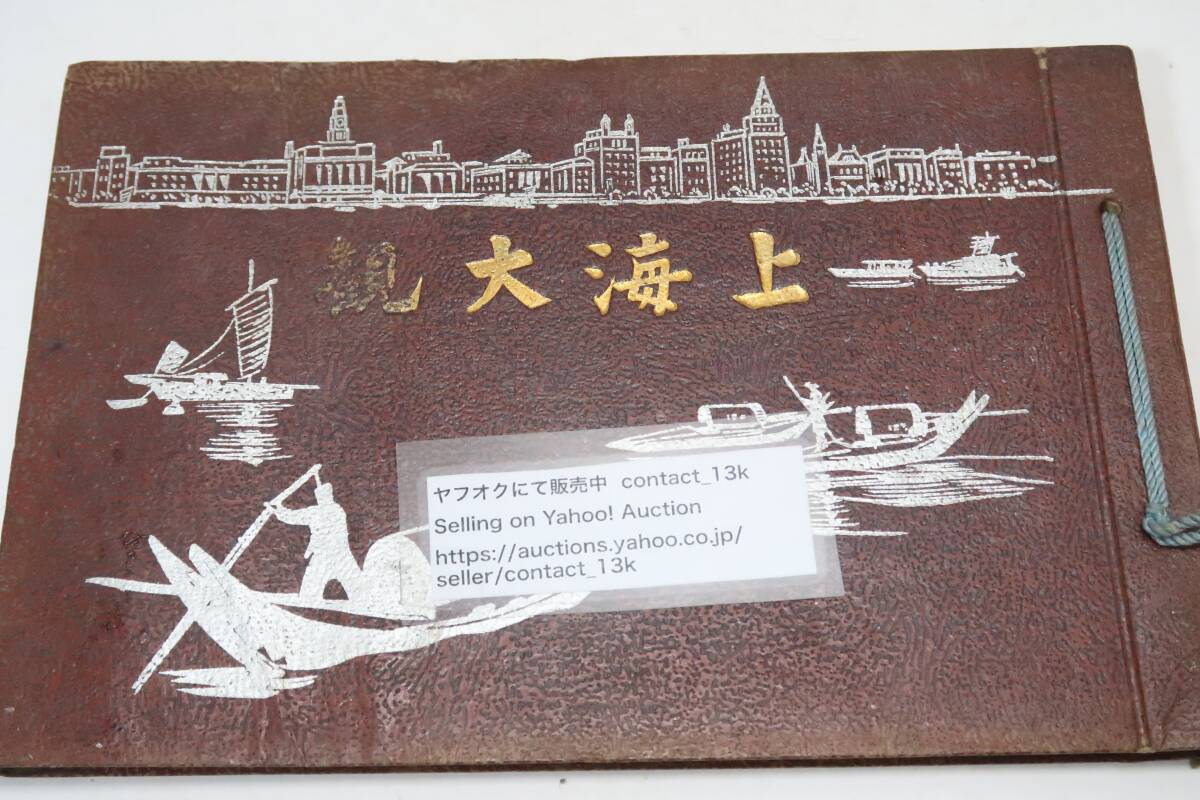 上海大觀
ヤフオクにて販売中 contact_13k
Selling on Yahoo! Auction
https://auctions.yahoo.co.jp/
seller/contact_13k